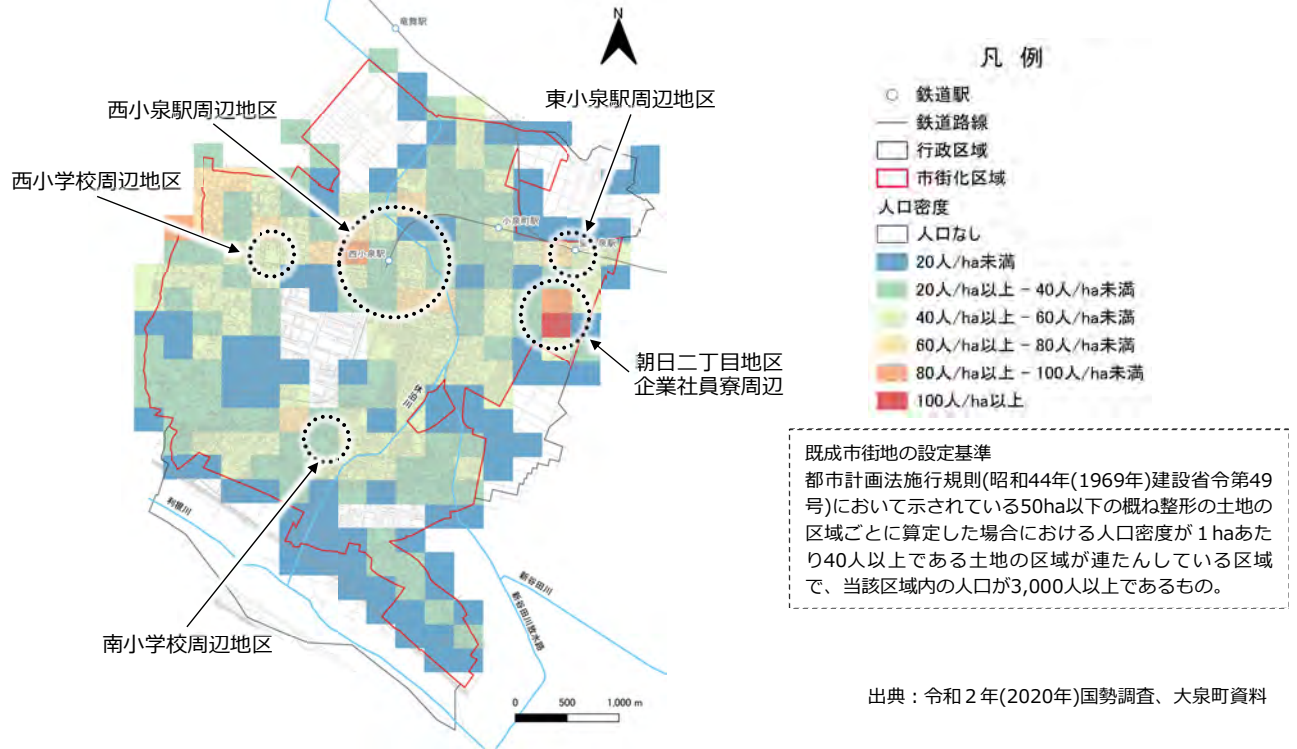 竜舞駅
N
西小泉駅周辺地区
東小泉駅周辺地区
西小学校周辺地区
小泉町駅
西小泉駅
朝日二丁目地区
企業社員寮周辺
休泊川
利根川
新谷田川
新谷田川放水路
南小学校周辺地区
0 500 1,000 m
凡 例
鉄道駅
鉄道路線
行政区域
市街化区域
人口密度
人口なし
20人/ha未満
20人/ha以上 - 40人/ha未満
40人/ha以上 - 60人/ha未満
60人/ha以上 - 80人/ha未満
80人/ha以上 - 100人/ha未満
100人/ha以上
既成市街地の設定基準
都市計画法施行規則(昭和44年(1969年)建設省令第49
号)において示されている50ha以下の概ね整形の土地の
区域ごとに算定した場合における人口密度が1haあた
り40人以上である土地の区域が連たんしている区域
で、当該区域内の人口が3,000人以上であるもの。
出典：令和２年(2020年)国勢調査、大泉町資料